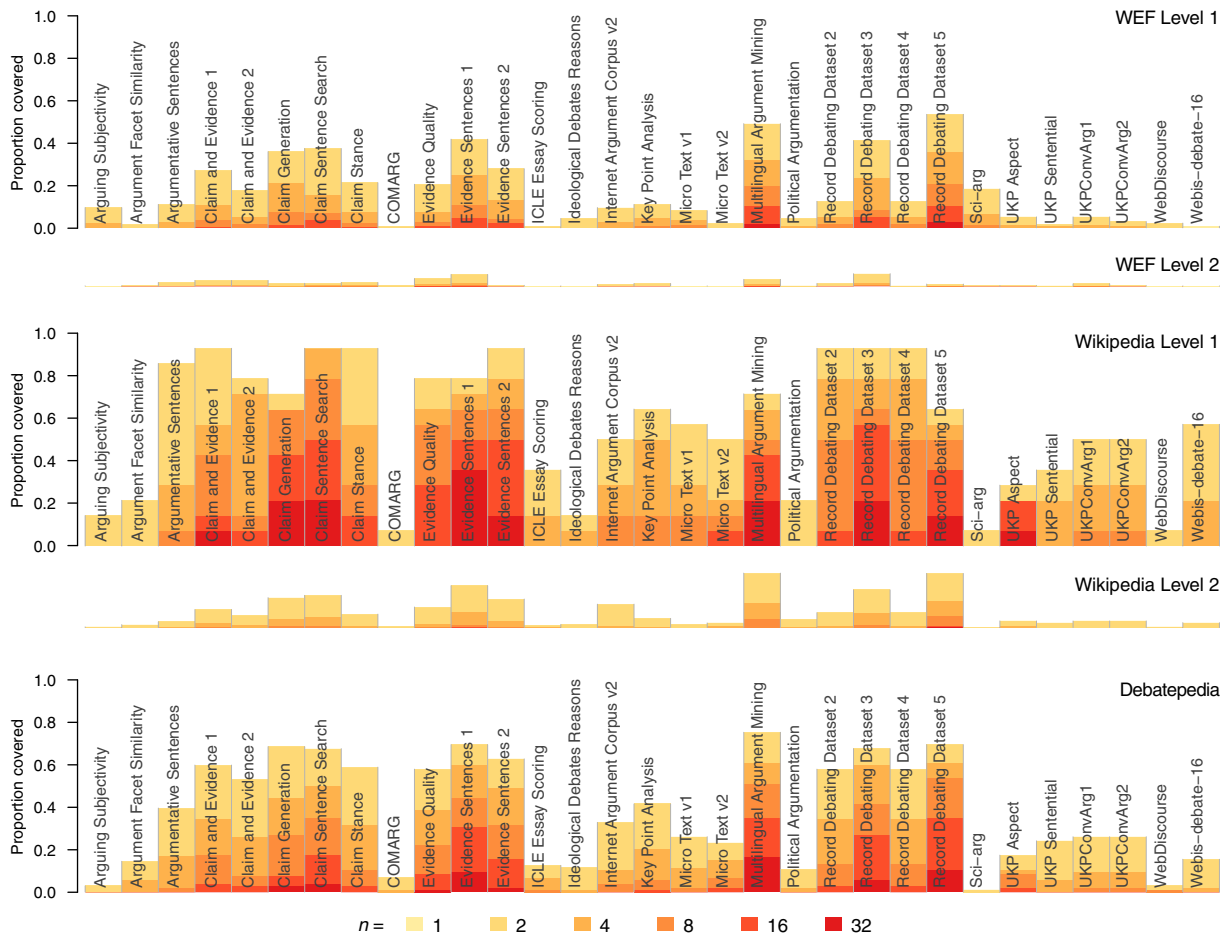 WEF Level 1
Proportion covered
1.0
0.8
0.6
0.4
0.2
0.0
Arguing Subjectivity
Argument Facet Similarity
Argumentative Sentences
Claim and Evidence 1
Claim and Evidence 2
Claim Generation
Claim Sentence Search
Claim Stance
COMARG
Evidence Quality
Evidence Sentences 1
Evidence Sentences 2
ICLE Essay Scoring
Ideological Debates Reasons
Internet Argument Corpus v2
Key Point Analysis
Micro Text v1
Micro Text v2
Multilingual Argument Mining
Political Argumentation
Record Debating Dataset 2
Record Debating Dataset 3
Record Debating Dataset 4
Record Debating Dataset 5
Sci-arg
UKP Aspect
UKP Sentential
UKPConvArg1
UKPConvArg2
WebDiscourse
Webis-debate-16
WEF Level 2
Wikipedia Level 1
Proportion covered
1.0
0.8
0.6
0.4
0.2
0.0
Arguing Subjectivity
Argument Facet Similarity
Argumentative Sentences
Claim and Evidence 1
Claim and Evidence 2
Claim Generation
Claim Sentence Search
Claim Stance
COMARG
Evidence Quality
Evidence Sentences 1
Evidence Sentences 2
ICLE Essay Scoring
Ideological Debates Reasons
Internet Argument Corpus v2
Key Point Analysis
Micro Text v1
Micro Text v2
Multilingual Argument Mining
Political Argumentation
Record Debating Dataset 2
Record Debating Dataset 3
Record Debating Dataset 4
Record Debating Dataset 5
Sci-arg
UKP Aspect
UKP Sentential
UKPConvArg1
UKPConvArg2
WebDiscourse
Webis-debate-16
Wikipedia Level 2
Debatepedia
Proportion covered
1.0
0.8
0.6
0.4
0.2
0.0
Arguing Subjectivity
Argument Facet Similarity
Argumentative Sentences
Claim and Evidence 1
Claim and Evidence 2
Claim Generation
Claim Sentence Search
Claim Stance
COMARG
Evidence Quality
Evidence Sentences 1
Evidence Sentences 2
ICLE Essay Scoring
Ideological Debates Reasons
Internet Argument Corpus v2
Key Point Analysis
Micro Text v1
Micro Text v2
Multilingual Argument Mining
Political Argumentation
Record Debating Dataset 2
Record Debating Dataset 3
Record Debating Dataset 4
Record Debating Dataset 5
Sci-arg
UKP Aspect
UKP Sentential
UKPConvArg1
UKPConvArg2
WebDiscourse
Webis-debate-16
n = 1 2 4 8 16 32